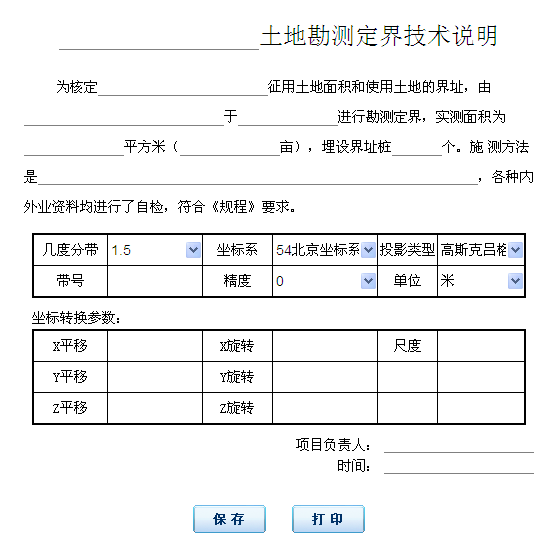 土地勘测定界技术说明
为核定 征用土地面积和使用土地的界址，由
于 进行勘测定界，实测面积为
平方米（ 亩），埋设界址桩 个。施 测方法
是 ，各种内
外业资料均进行了自检，符合《规程》要求。
几度分带 1.5 坐标系 54北京坐标系 投影类型 高斯克吕格
带号 精度 0 单位 米
坐标转换参数：
X平移 X旋转 尺度
Y平移 Y旋转
Z平移 Z旋转
项目负责人：
时间：
保 存 打 印